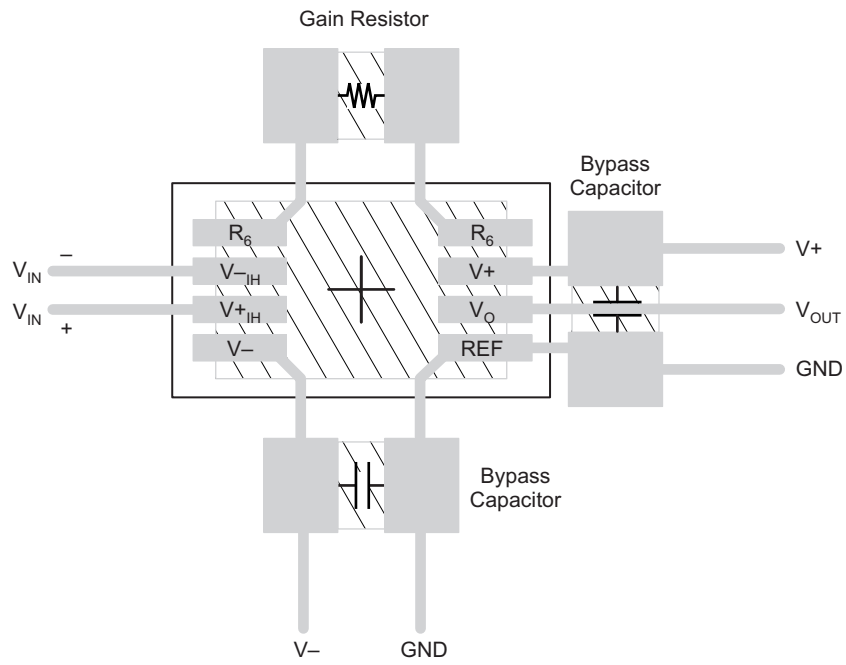 Gain Resistor
Bypass
Capacitor
R6
R6
V–IH
V+
V+IH
VO
V–
REF
–
VIN
VIN
+
V+
VOUT
GND
Bypass
Capacitor
V–
GND